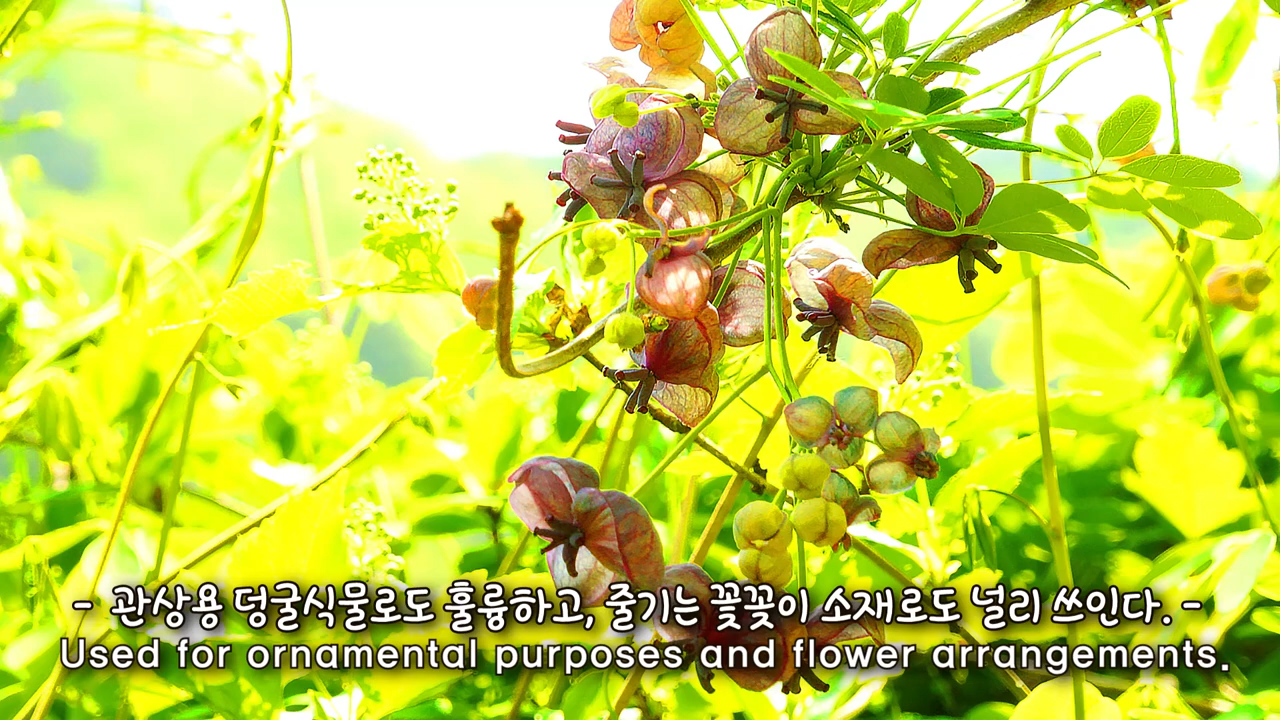 - 관상용 덩굴식물로도 훌륭하고, 줄기는 꽃꽂이 소재로도 널리 쓰인다. -
Used for ornamental purposes and flower arrangements.